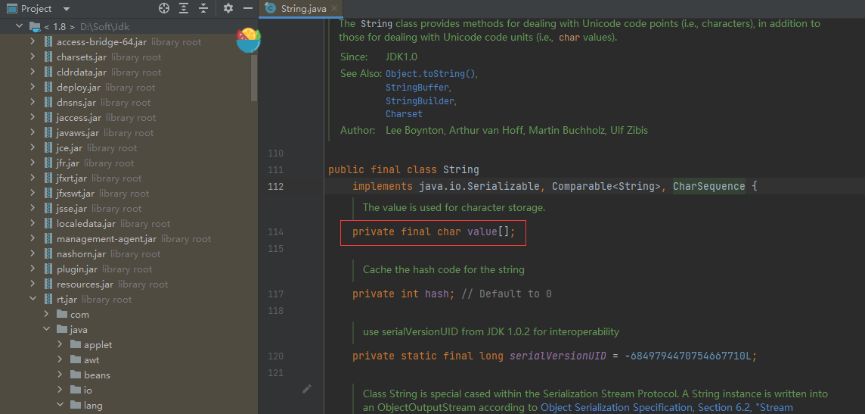 Project
< 1.8 > D:\Soft\Jdk
access-bridge-64.jar library root
charsets.jar library root
cldrdata.jar library root
deploy.jar library root
dnsns.jar library root
jaccess.jar library root
javaws.jar library root
jce.jar library root
jfr.jar library root
jfxrt.jar library root
jfxswt.jar library root
jsse.jar library root
localedata.jar library root
management-agent.jar library root
nashorn.jar library root
plugin.jar library root
resources.jar library root
rt.jar library root
com
java
applet
awt
beans
io
lang
String.java
The String class provides methods for dealing with Unicode code points (i.e., characters), in addition to
those for dealing with Unicode code units (i.e., char values).
Since: JDK1.0
See Also: Object.toString(),
StringBuffer,
StringBuilder,
Charset
Author: Lee Boynton, Arthur van Hoff, Martin Buchholz, Ulf Zibis
110
111 public final class String
112 implements java.io.Serializable, Comparable<String>, CharSequence {
The value is used for character storage.
114 private final char value[];
115
Cache the hash code for the string
117 private int hash; // Default to 0
118
use serialVersionUID from JDK 1.0.2 for interoperability
120 private static final long serialVersionUID = -6849794470754667710L;
121
Class String is special cased within the Serialization Stream Protocol. A String instance is written into
an ObjectOutputStream according to Object Serialization Specification, Section 6.2, "Stream